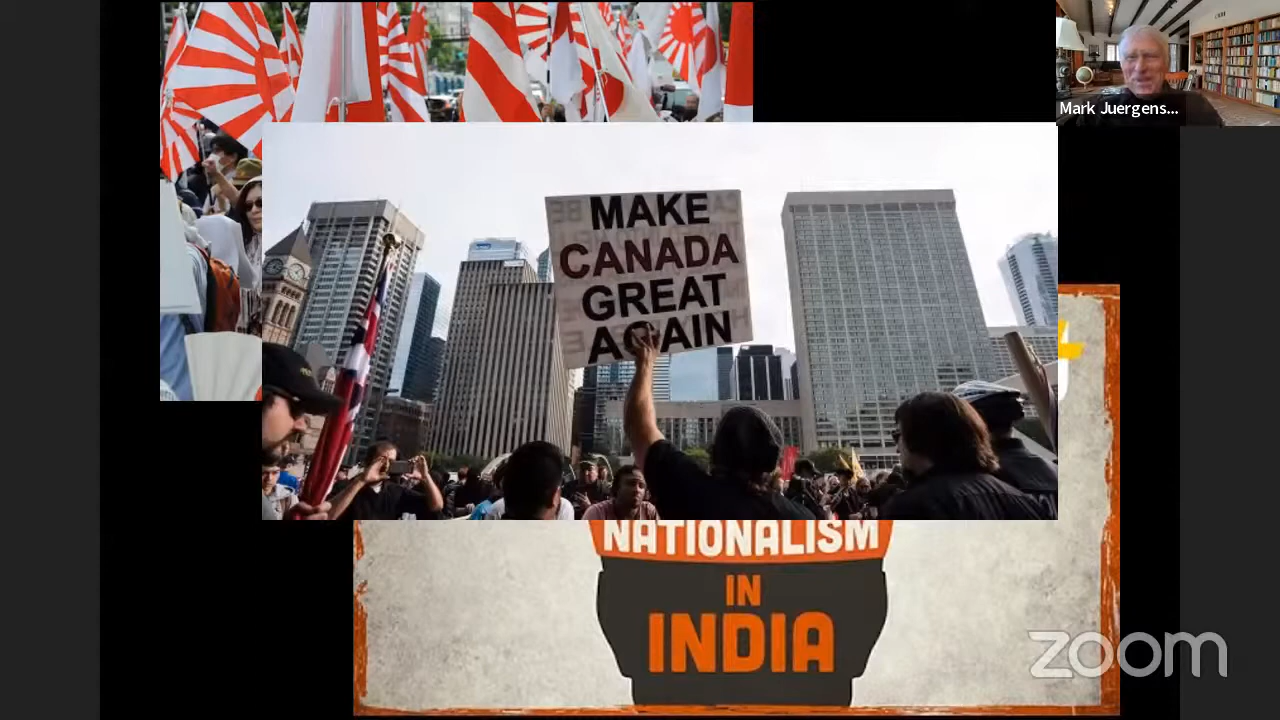 Mark Juergens...
MAKE
CANADA
GREAT
AGAIN
NATIONALISM
IN
INDIA
zoom